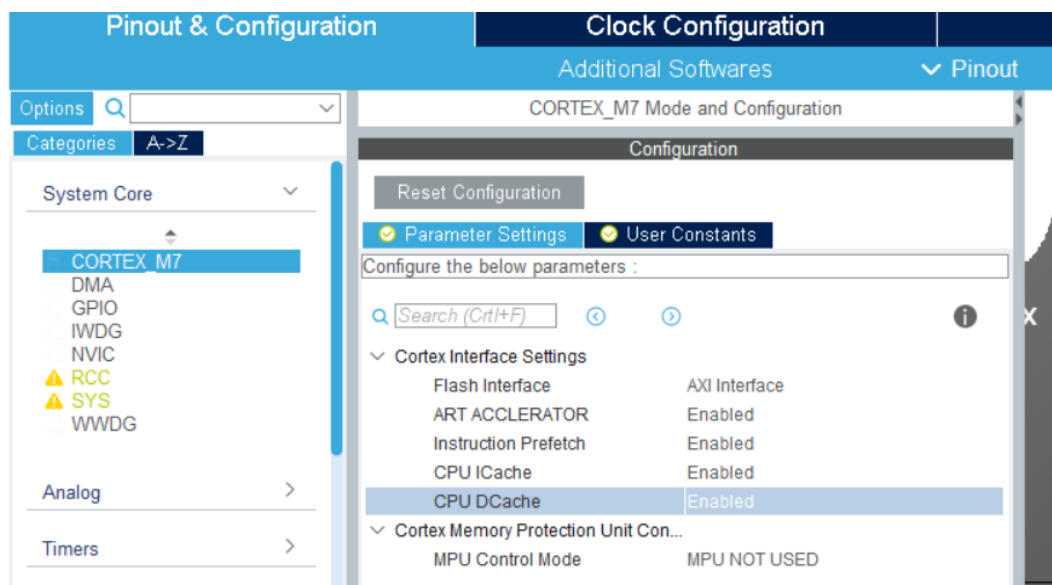 Pinout & Configuration
Clock Configuration
Additional Softwares
Pinout
Options
CORTEX_M7 Mode and Configuration
Categories
A->Z
Configuration
System Core
Reset Configuration
Parameter Settings
User Constants
Configure the below parameters :
CORTEX_M7
DMA
GPIO
IWDG
NVIC
RCC
SYS
WWDG
Search (Crtl+F)
Cortex Interface Settings
Flash Interface AXI Interface
ART ACCLERATOR Enabled
Instruction Prefetch Enabled
CPU ICache Enabled
CPU DCache Enabled
Cortex Memory Protection Unit Con...
MPU Control Mode MPU NOT USED
Analog
Timers
X